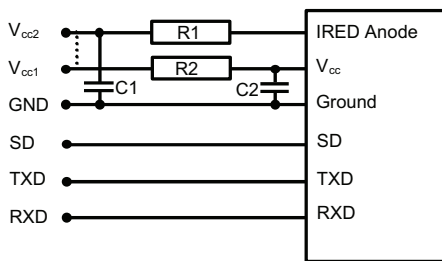 Vcc2 R1 IRED Anode
Vcc1 R2 Vcc
GND C1 C2 Ground
SD SD
TXD TXD
RXD RXD